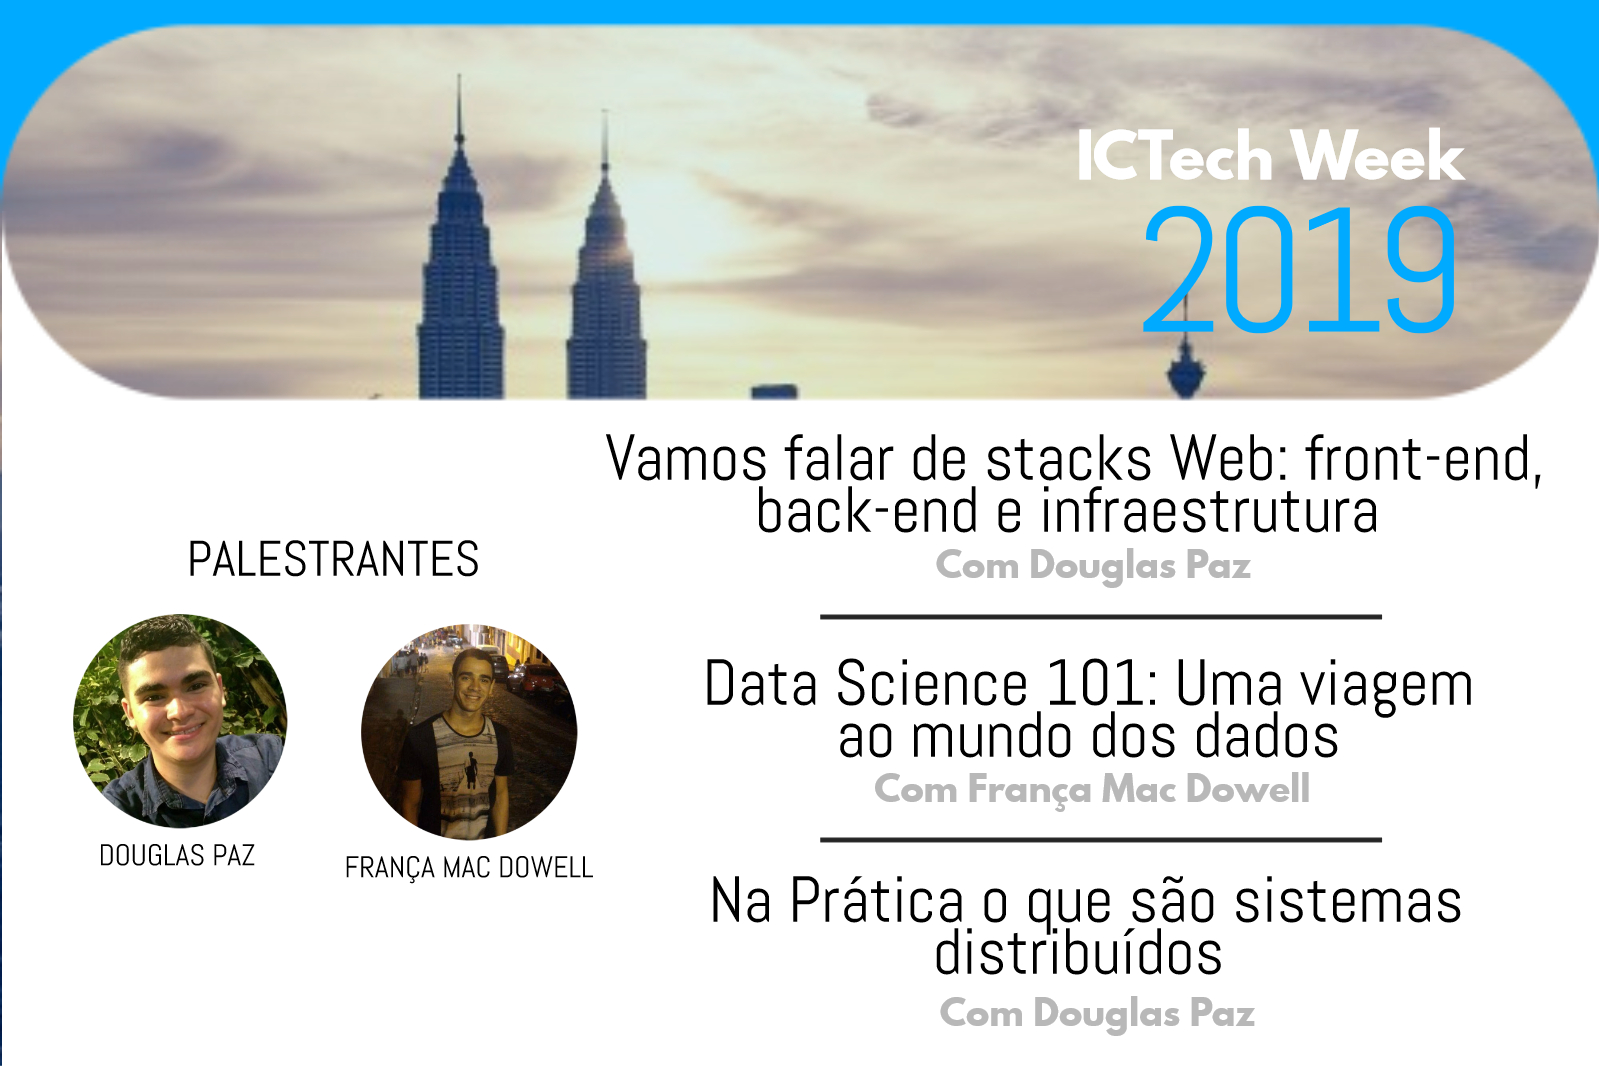 ICTech Week
2019
PALESTRANTES
DOUGLAS PAZ
FRANÇA MAC DOWELL
Vamos falar de stacks Web: front-end,
back-end e infraestrutura
Com Douglas Paz
Data Science 101: Uma viagem
ao mundo dos dados
Com França Mac Dowell
Na Prática o que são sistemas
distribuídos
Com Douglas Paz